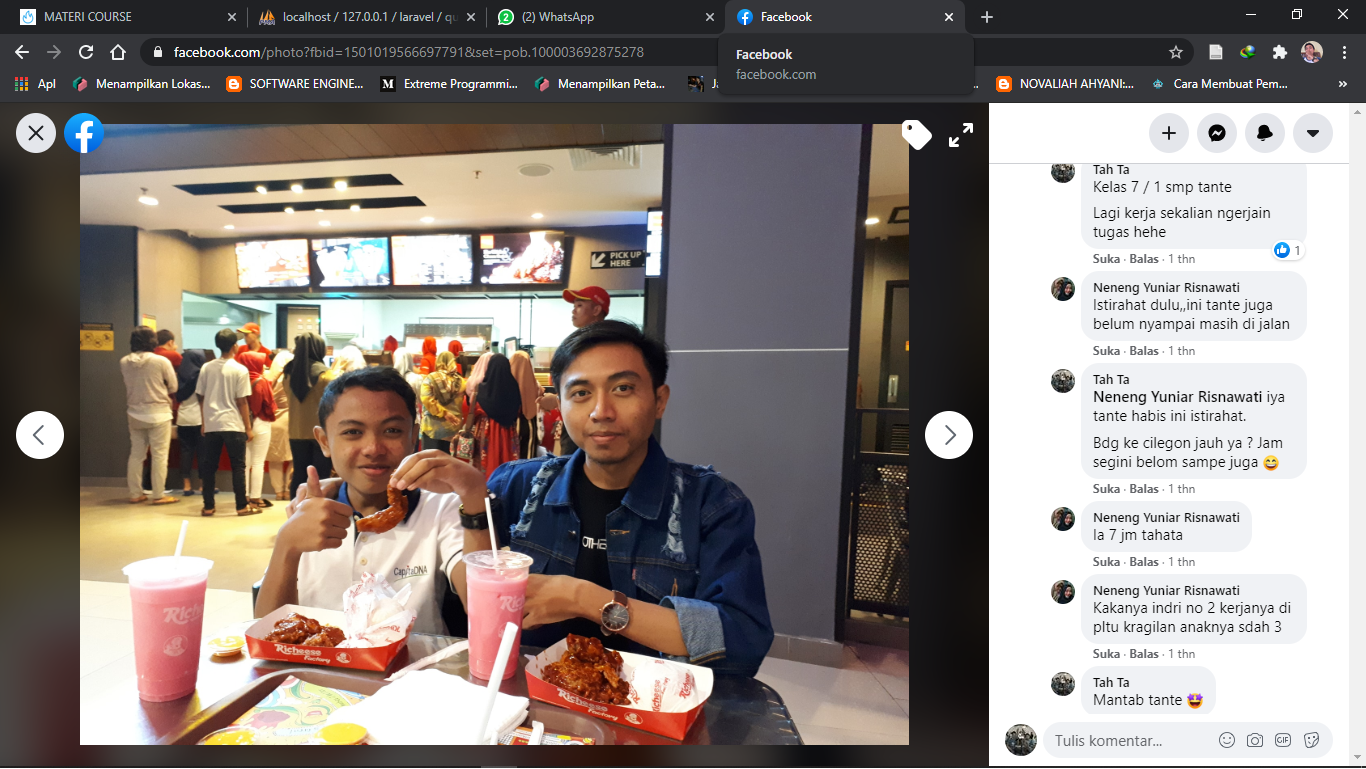 MATERI COURSE
localhost / 127.0.0.1 / laravel / qu
(2) WhatsApp
Facebook
facebook.com/photo?fbid=1501019566697791&set=pob.100003692875278
Facebook
facebook.com
Apl
Menampilkan Lokas...
SOFTWARE ENGINE...
Extreme Programmi...
Menampilkan Peta...
NOVALIAH AHYANI:...
Cara Membuat Pem...
PICK UP
HERE
CapitaDNA
Richeese
Factory
Richeese
Factory
Tah Ta
Kelas 7 / 1 smp tante
Lagi kerja sekalian ngerjain
tugas hehe
1
Suka · Balas · 1 thn
Neneng Yuniar Risnawati
Istirahat dulu,,ini tante juga
belum nyampai masih di jalan
Suka · Balas · 1 thn
Tah Ta
Neneng Yuniar Risnawati iya
tante habis ini istirahat.
Bdg ke cilegon jauh ya ? Jam
segini belom sampe juga 😄
Suka · Balas · 1 thn
Neneng Yuniar Risnawati
Ia 7 jm tahata
Suka · Balas · 1 thn
Neneng Yuniar Risnawati
Kakanya indri no 2 kerjanya di
pltu kragilan anaknya sdah 3
Suka · Balas · 1 thn
Tah Ta
Mantab tante 🤩
Tulis komentar...
GIF